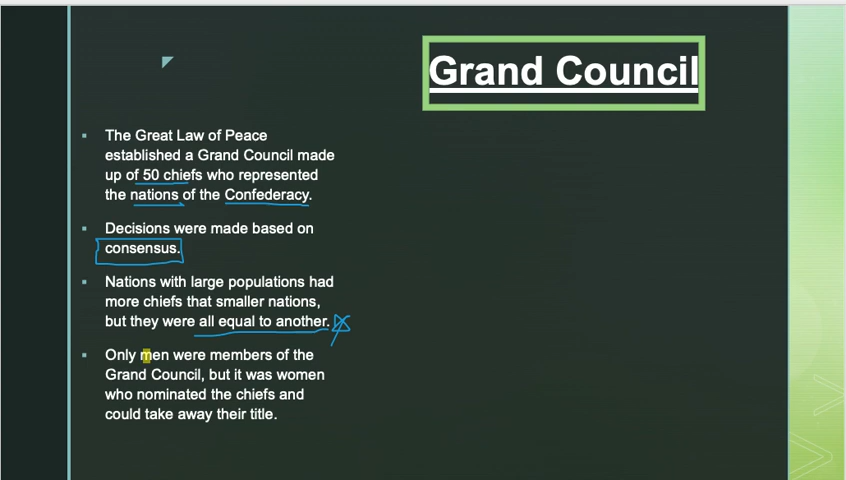 Grand Council
The Great Law of Peace
established a Grand Council made
up of 50 chiefs who represented
the nations of the Confederacy.
Decisions were made based on
consensus.
Nations with large populations had
more chiefs that smaller nations,
but they were all equal to another.
Only men were members of the
Grand Council, but it was women
who nominated the chiefs and
could take away their title.